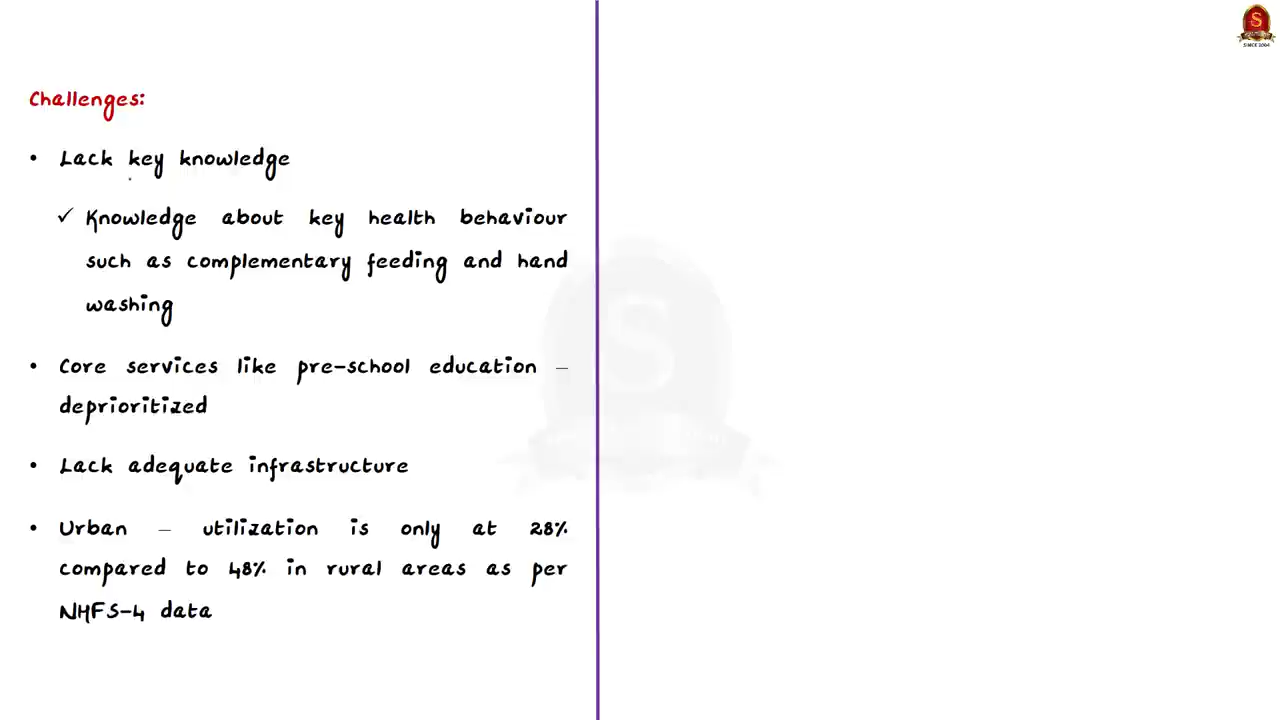 Challenges:
• Lack key knowledge
✓ Knowledge about key health behaviour
such as complementary feeding and hand
washing
• Core services like pre-school education –
deprioritized
• Lack adequate infrastructure
• Urban – utilization is only at 28%
compared to 48% in rural areas as per
NHFS-4 data
S
SINCE 2004
S